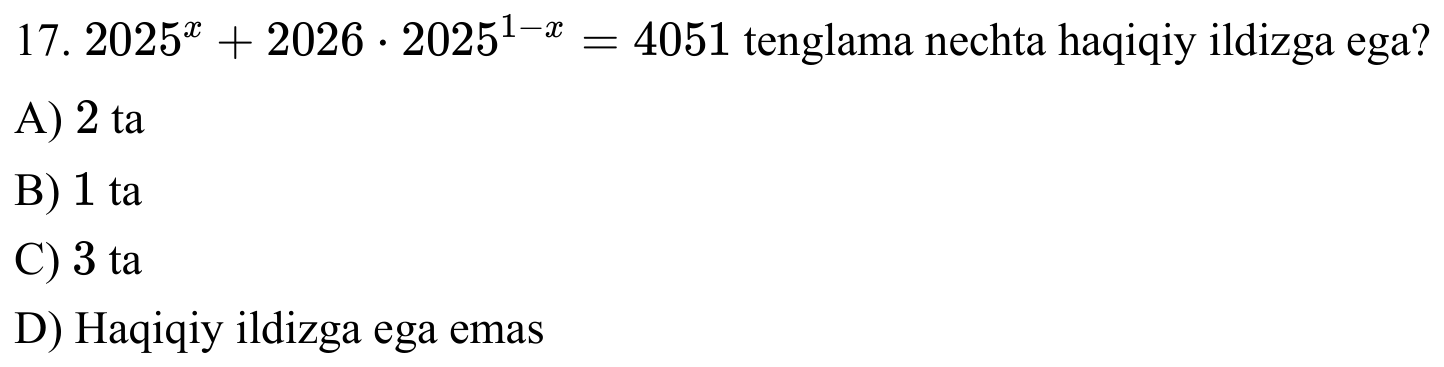 17. $2025^x + 2026 \cdot 2025^{1-x} = 4051$ tenglama nechta haqiqiy ildizga ega?
A) 2 ta
B) 1 ta
C) 3 ta
D) Haqiqiy ildizga ega emas